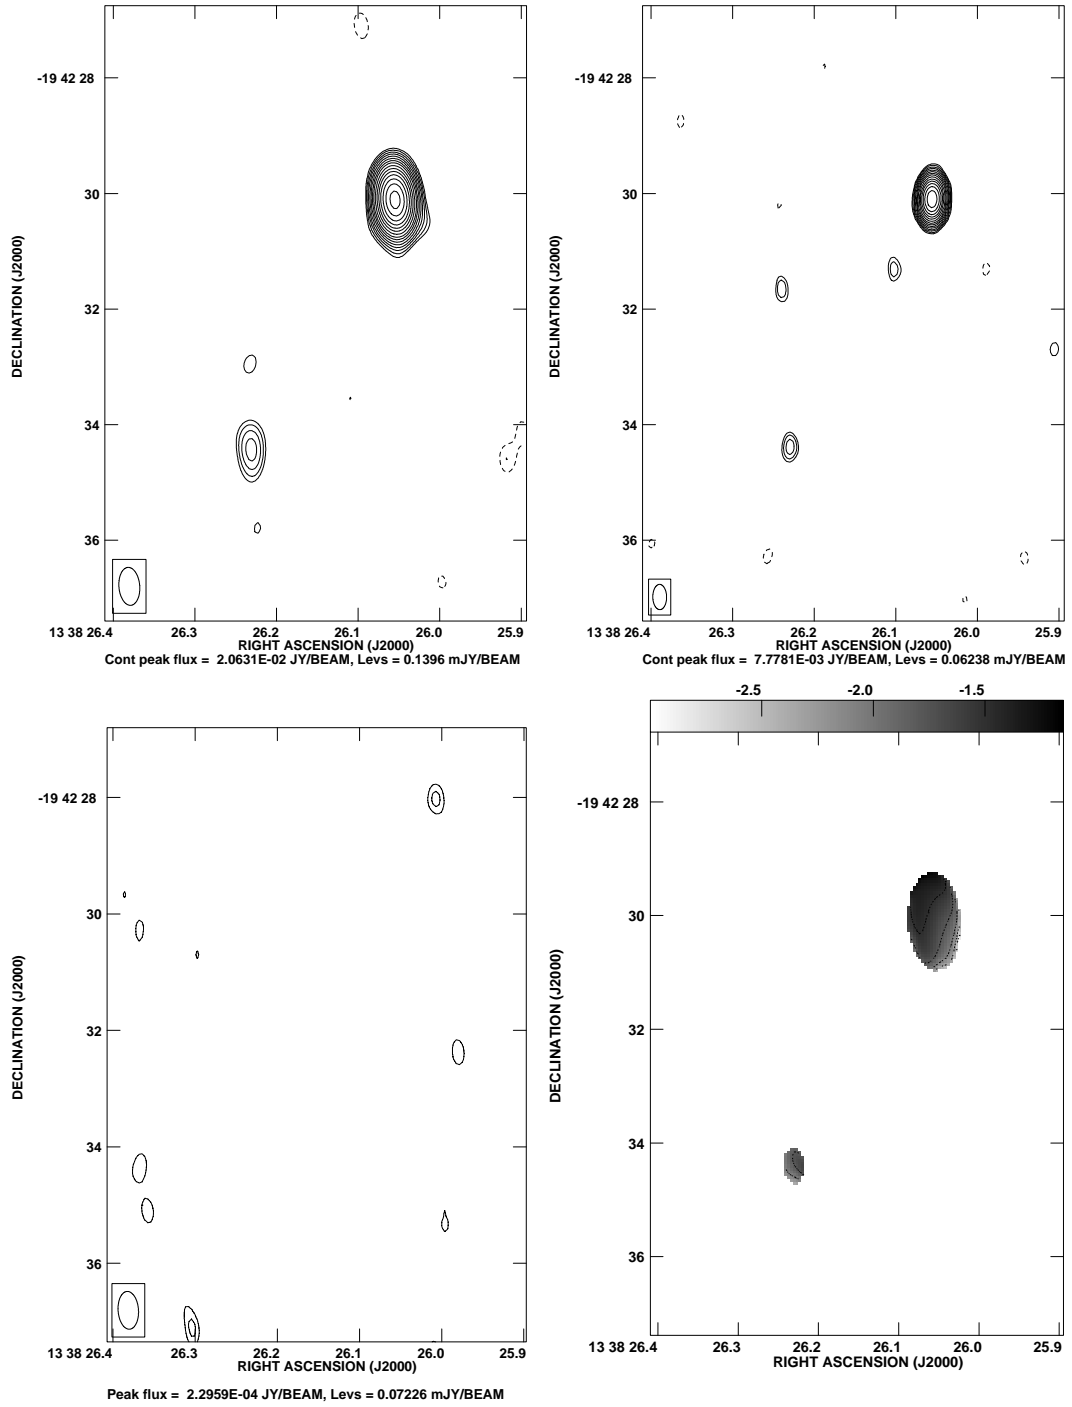 -19 42 28
30
32
34
36
DECLINATION (J2000)
13 38 26.4 26.3 26.2 26.1 26.0 25.9
RIGHT ASCENSION (J2000)
Cont peak flux = 2.0631E-02 JY/BEAM, Levs = 0.1396 mJY/BEAM
-19 42 28
30
32
34
36
DECLINATION (J2000)
13 38 26.4 26.3 26.2 26.1 26.0 25.9
RIGHT ASCENSION (J2000)
Cont peak flux = 7.7781E-03 JY/BEAM, Levs = 0.06238 mJY/BEAM
-19 42 28
30
32
34
36
DECLINATION (J2000)
13 38 26.4 26.3 26.2 26.1 26.0 25.9
RIGHT ASCENSION (J2000)
Peak flux = 2.2959E-04 JY/BEAM, Levs = 0.07226 mJY/BEAM
-2.5 -2.0 -1.5
-19 42 28
30
32
34
36
DECLINATION (J2000)
13 38 26.4 26.3 26.2 26.1 26.0 25.9
RIGHT ASCENSION (J2000)